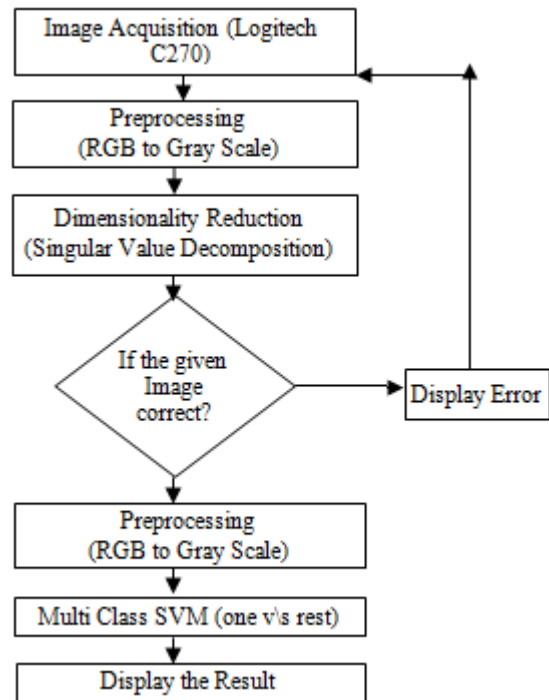 Image Acquisition (Logitech
C270)
Preprocessing
(RGB to Gray Scale)
Dimensionality Reduction
(Singular Value Decomposition)
If the given
Image
correct?
Display Error
Preprocessing
(RGB to Gray Scale)
Multi Class SVM (one v\s rest)
Display the Result